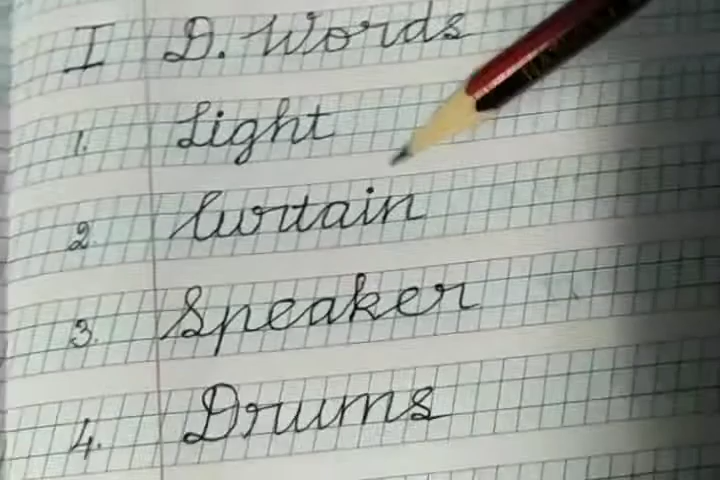 I D. Words
1. Light
2. Curtain
3. Speaker
4. Drums